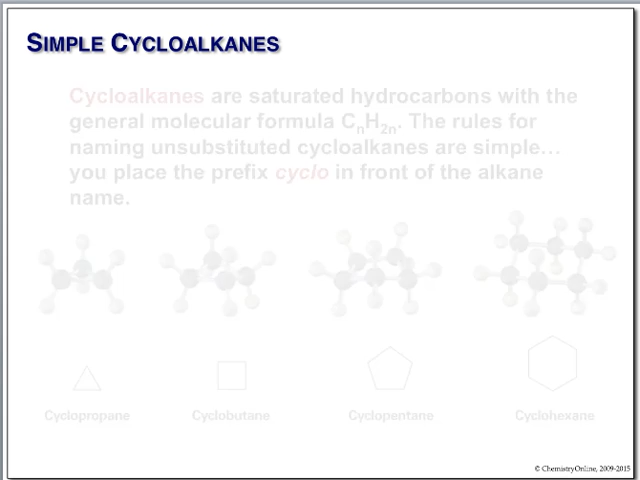 SIMPLE CYCLOALKANES
Cycloalkanes are saturated hydrocarbons with the
general molecular formula CnH2n. The rules for
naming unsubstituted cycloalkanes are simple…
you place the prefix cyclo in front of the alkane
name.
Cyclopropane Cyclobutane Cyclopentane Cyclohexane
© ChemistryOnline, 2009-2015